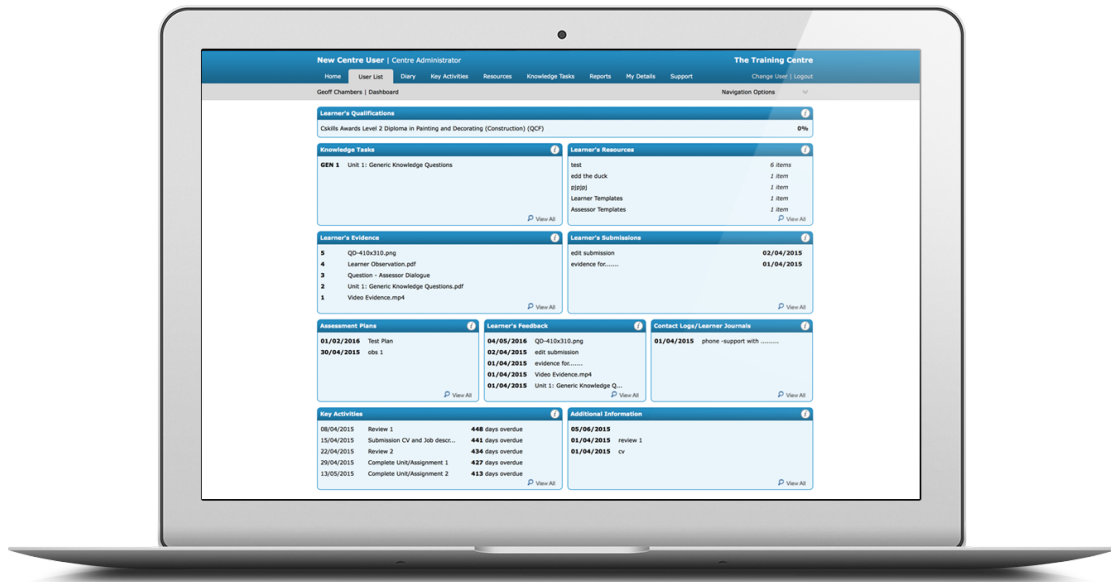 New Centre User | Centre Administrator
The Training Centre
Home User List Diary Key Activities Resources Knowledge Tasks Reports My Details Support Change User | Logout
Geoff Chambers | Dashboard Navigation Options
Learner's Qualifications
Cskills Awards Level 2 Diploma in Painting and Decorating (Construction) (QCF) 0%
Knowledge Tasks
GEN 1 Unit 1: Generic Knowledge Questions
View All
Learner's Resources
test 6 items
edd the duck 1 item
pjpjpj 1 item
Learner Templates 1 item
Assessor Templates 1 item
View All
Learner's Evidence
5 QD-410x310.png
4 Learner Observation.pdf
3 Question - Assessor Dialogue
2 Unit 1: Generic Knowledge Questions.pdf
1 Video Evidence.mp4
View All
Learner's Submissions
edit submission 02/04/2015
evidence for....... 01/04/2015
View All
Assessment Plans
01/02/2016 Test Plan
30/04/2015 obs 1
View All
Learner's Feedback
04/05/2016 QD-410x310.png
02/04/2015 edit submission
01/04/2015 evidence for.......
01/04/2015 Video Evidence.mp4
01/04/2015 Unit 1: Generic Knowledge Q...
View All
Contact Logs/Learner Journals
01/04/2015 phone -support with .........
View All
Key Activities
08/04/2015 Review 1 448 days overdue
15/04/2015 Submission CV and Job descr... 441 days overdue
22/04/2015 Review 2 434 days overdue
29/04/2015 Complete Unit/Assignment 1 427 days overdue
13/05/2015 Complete Unit/Assignment 2 413 days overdue
View All
Additional Information
05/06/2015
01/04/2015 review 1
01/04/2015 cv
View All